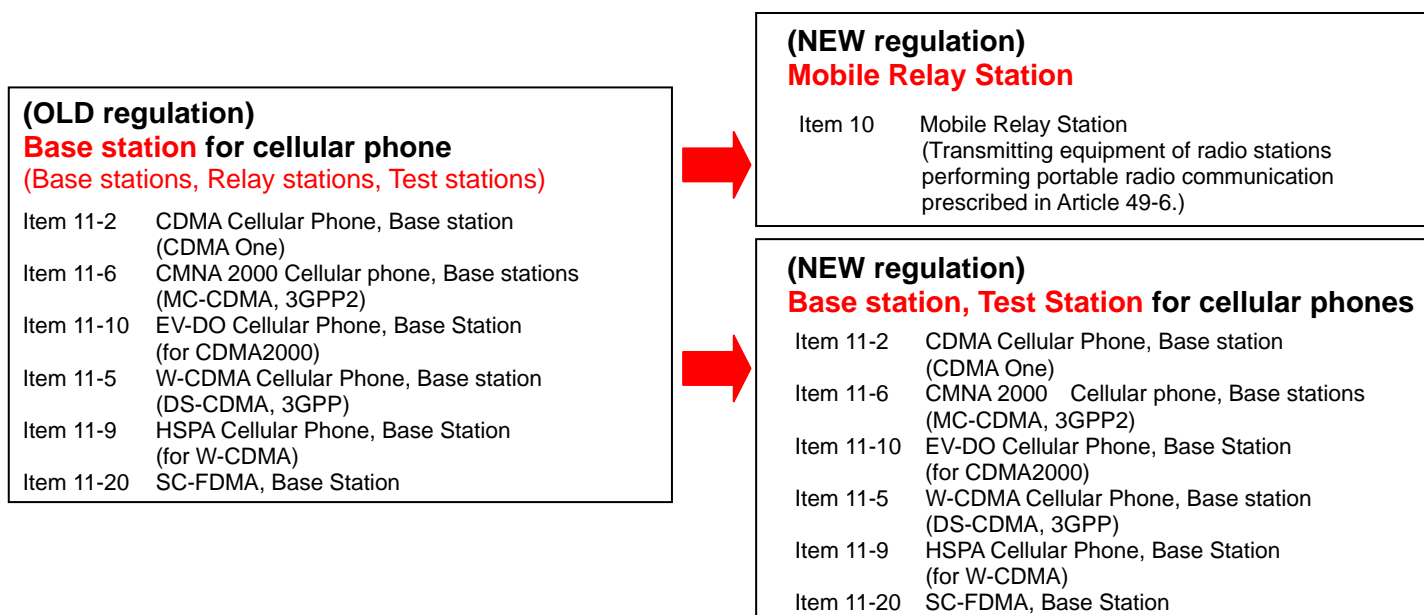 (OLD regulation)
Base station for cellular phone
(Base stations, Relay stations, Test stations)
Item 11-2 CDMA Cellular Phone, Base station
(CDMA One)
Item 11-6 CMNA 2000 Cellular phone, Base stations
(MC-CDMA, 3GPP2)
Item 11-10 EV-DO Cellular Phone, Base Station
(for CDMA2000)
Item 11-5 W-CDMA Cellular Phone, Base station
(DS-CDMA, 3GPP)
Item 11-9 HSPA Cellular Phone, Base Station
(for W-CDMA)
Item 11-20 SC-FDMA, Base Station
(NEW regulation)
Mobile Relay Station
Item 10 Mobile Relay Station
(Transmitting equipment of radio stations
performing portable radio communication
prescribed in Article 49-6.)
(NEW regulation)
Base station, Test Station for cellular phones
Item 11-2 CDMA Cellular Phone, Base station
(CDMA One)
Item 11-6 CMNA 2000 Cellular phone, Base stations
(MC-CDMA, 3GPP2)
Item 11-10 EV-DO Cellular Phone, Base Station
(for CDMA2000)
Item 11-5 W-CDMA Cellular Phone, Base station
(DS-CDMA, 3GPP)
Item 11-9 HSPA Cellular Phone, Base Station
(for W-CDMA)
Item 11-20 SC-FDMA, Base Station